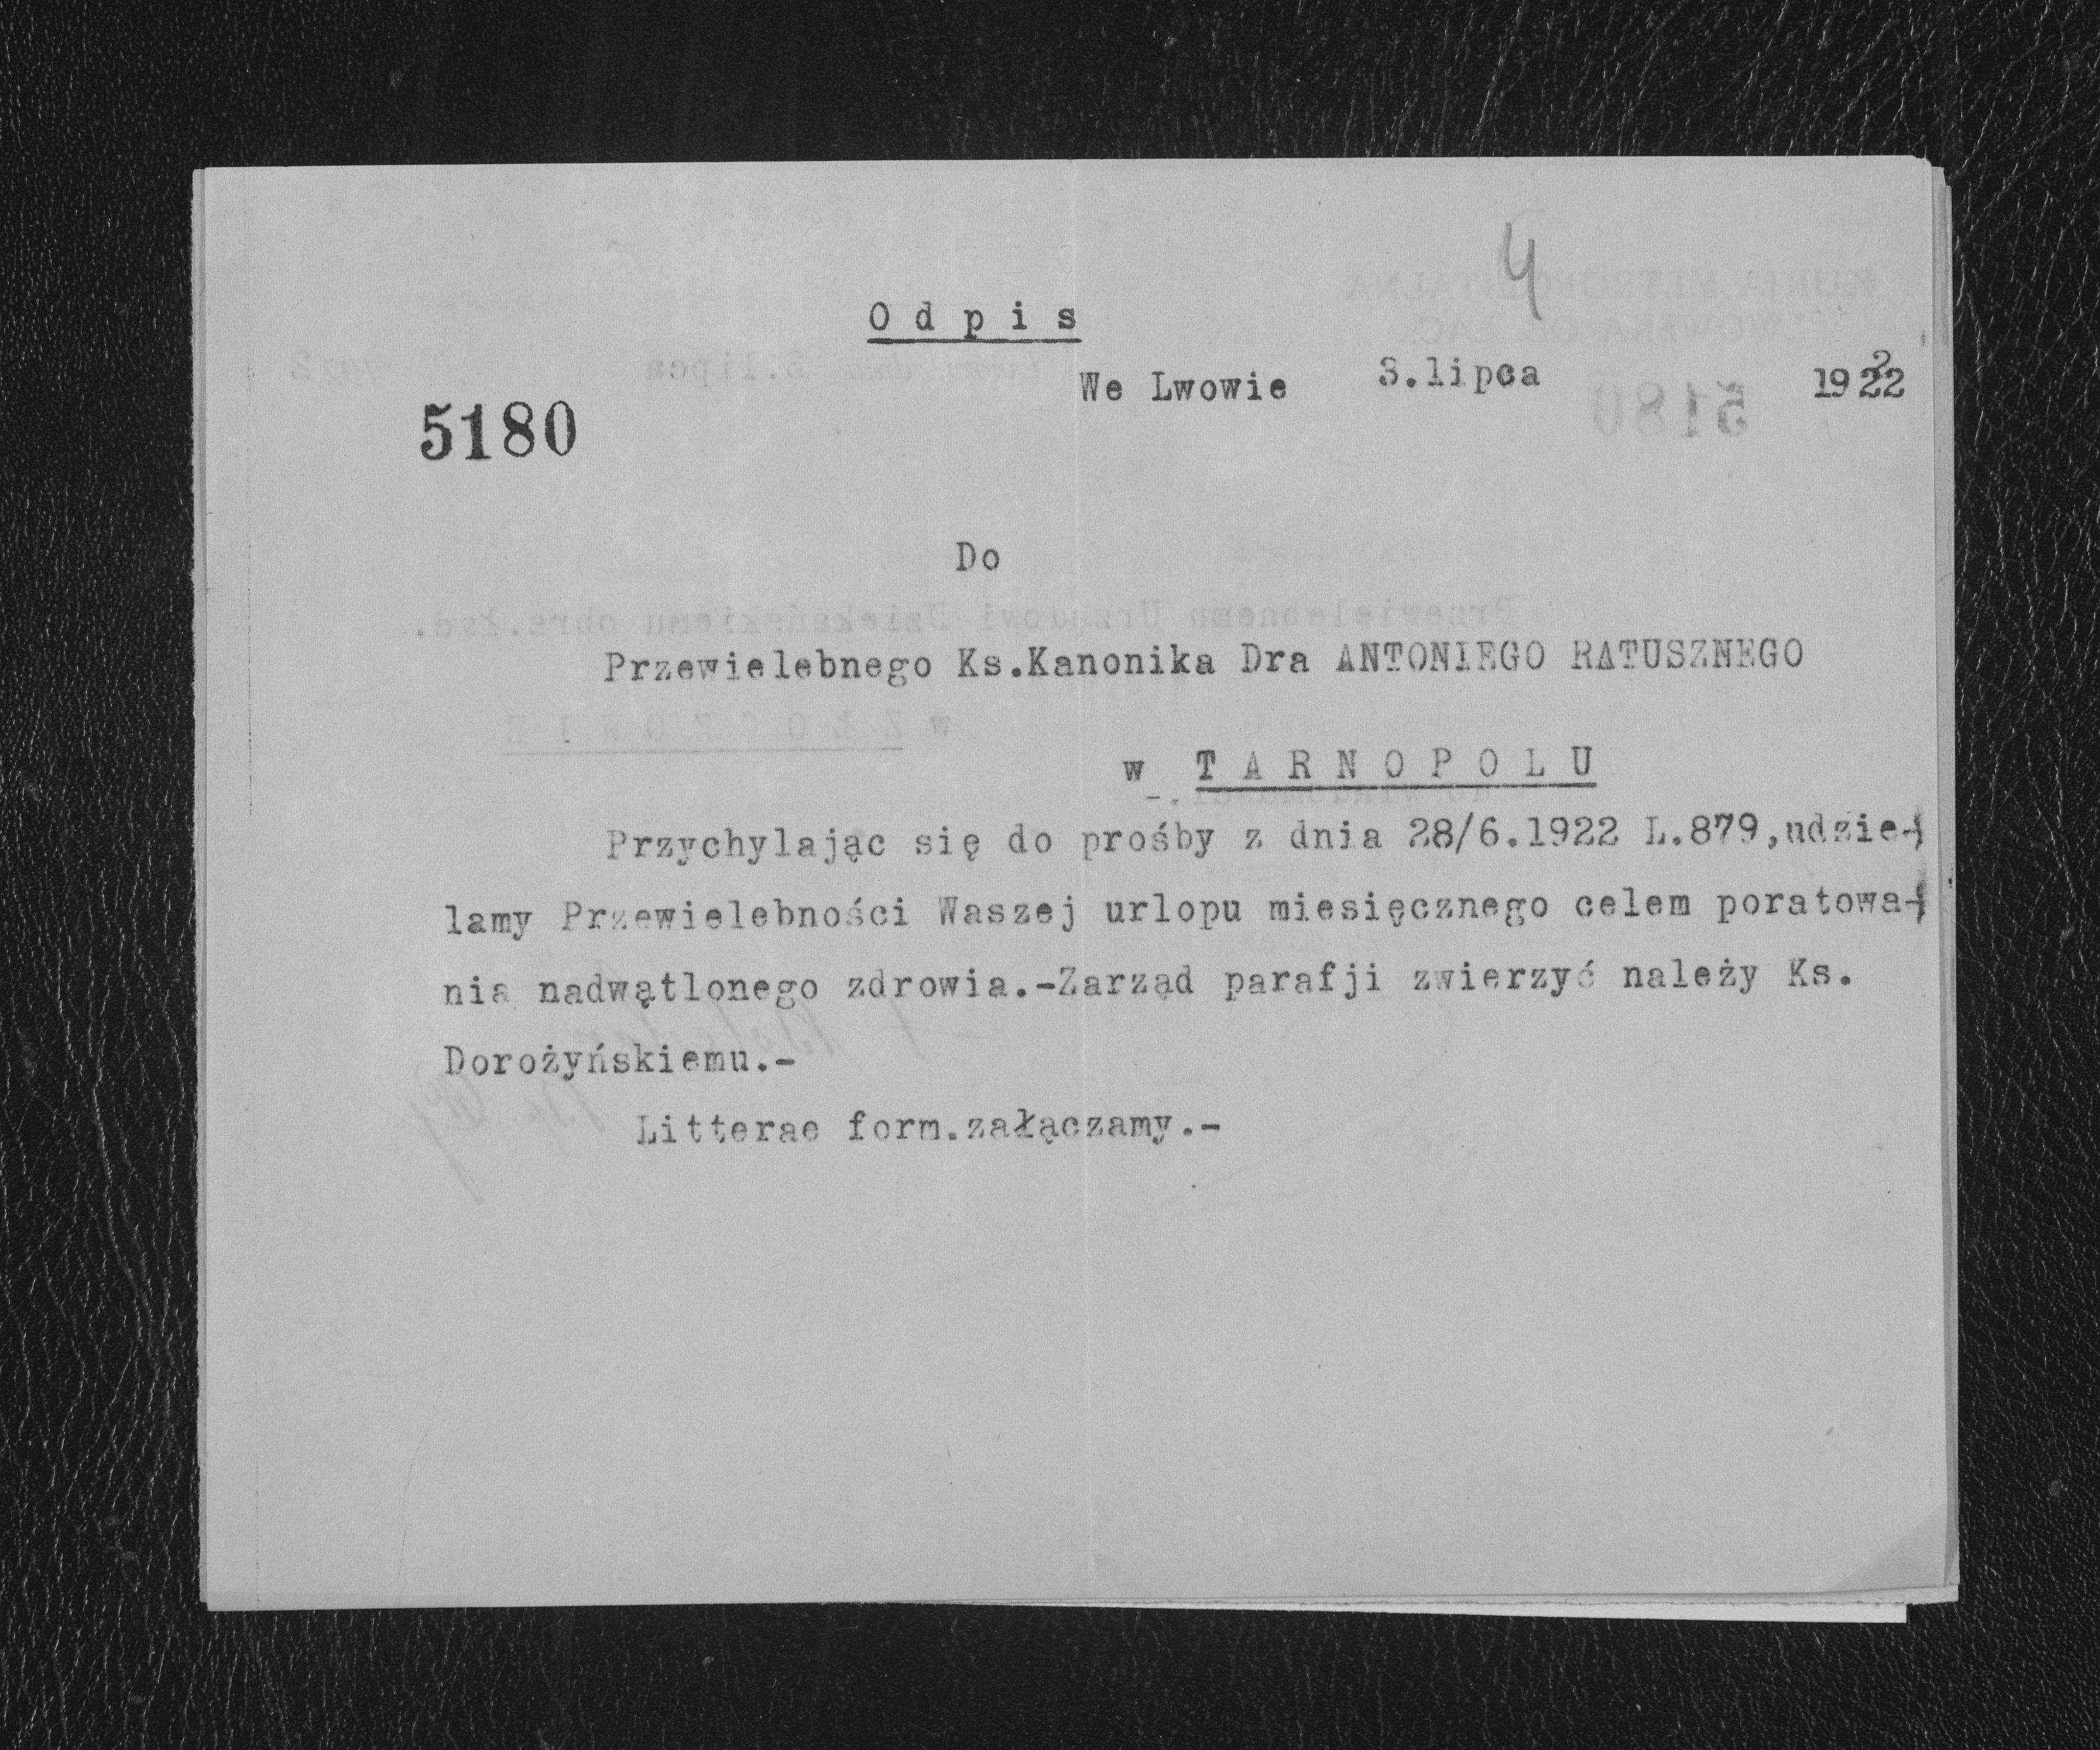 4
O d p i s
We Lwowie 3.lipca 1922
5180
Do
Przewielebnego Ks.Kanonika Dra ANTONIEGO RATUSZNEGO
w T A R N O P O L U
Przychylając się do prośby z dnia 28/6.1922 L.879,udzie-
lamy Przewielebności Waszej urlopu miesięcznego celem poratowa-
nia nadwątlonego zdrowia.-Zarząd parafji zwierzyć należy Ks.
Dorożyńskiemu.-
Litterae form.załączamy.-